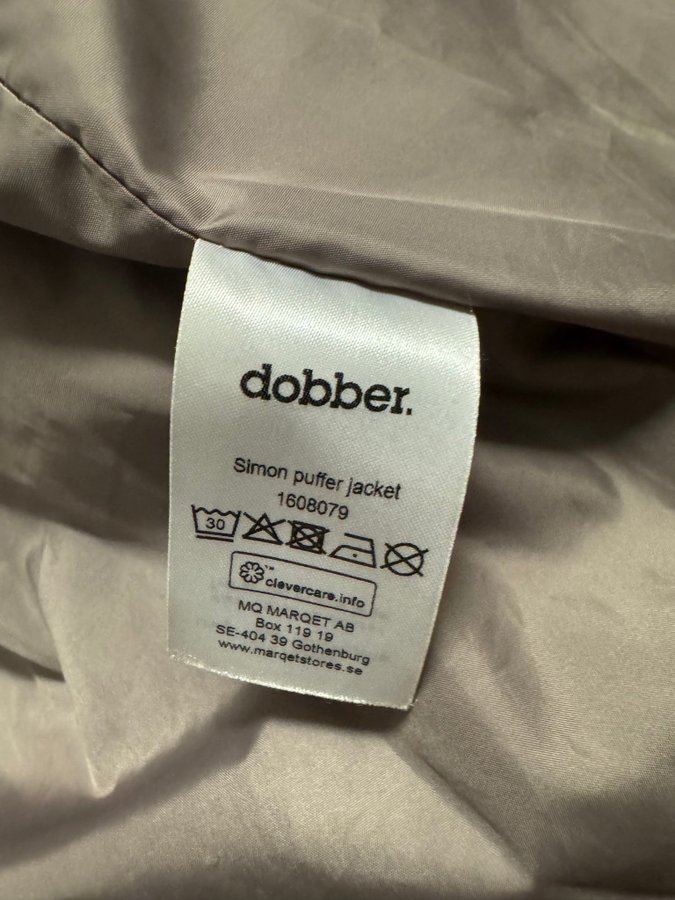 dobber.
Simon puffer jacket
1608079
30
™
clevercare.info
MQ MARQET AB
Box 119 19
SE-404 39 Gothenburg
www.marqetstores.se